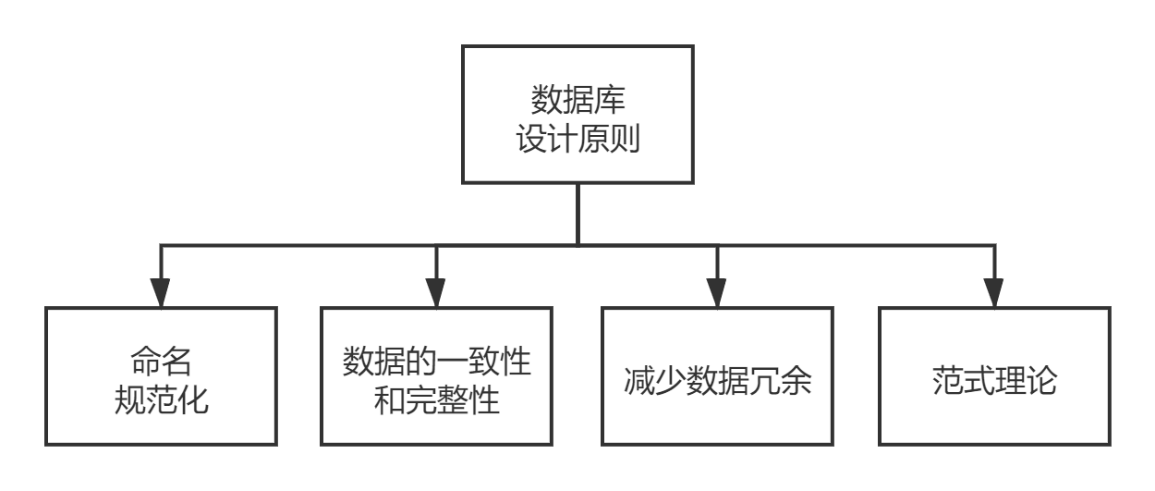 数据库
设计原则
命名
规范化
数据的一致性
和完整性
减少数据冗余
范式理论